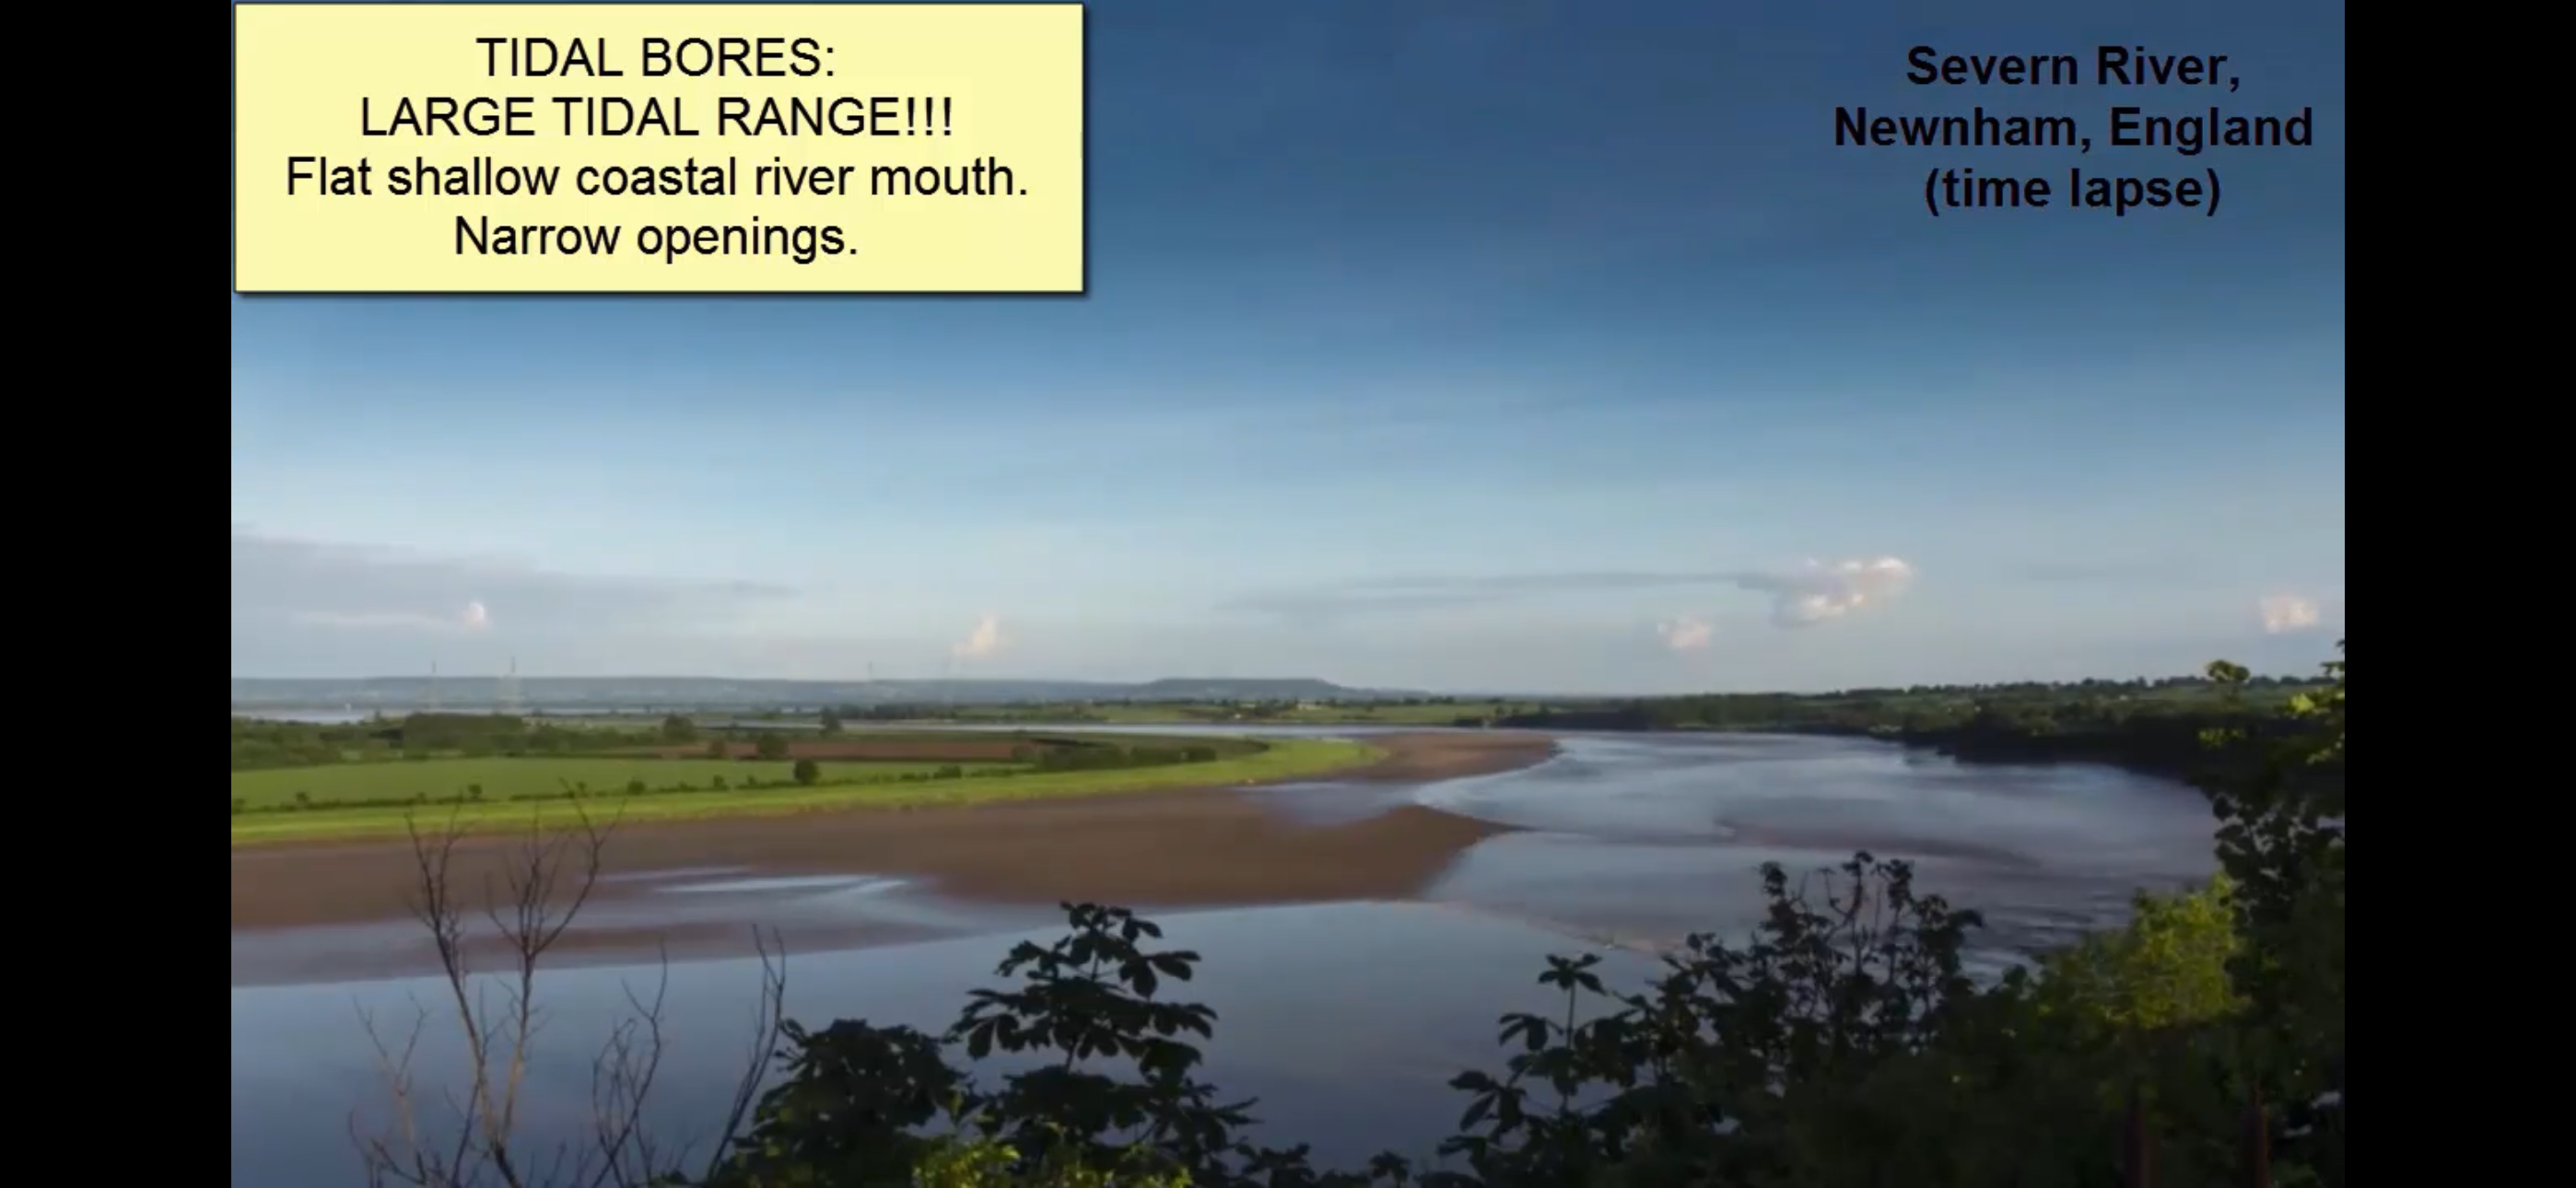 TIDAL BORES:
LARGE TIDAL RANGE!!!
Flat shallow coastal river mouth.
Narrow openings.
Severn River,
Newnham, England
(time lapse)